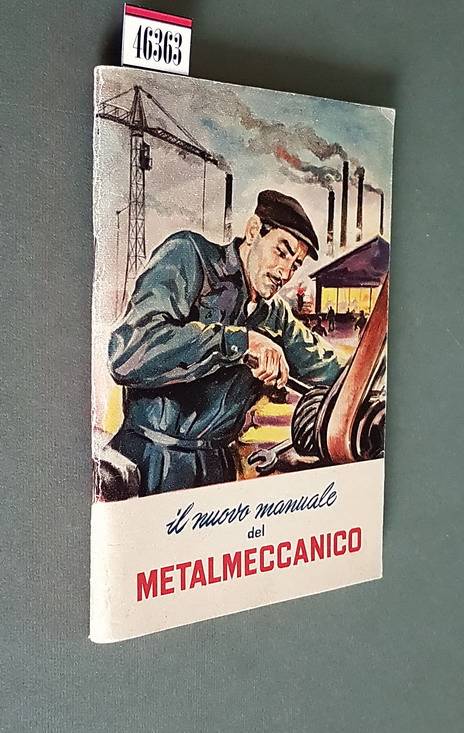 46363
il nuovo manuale
del
METALMECCANICO